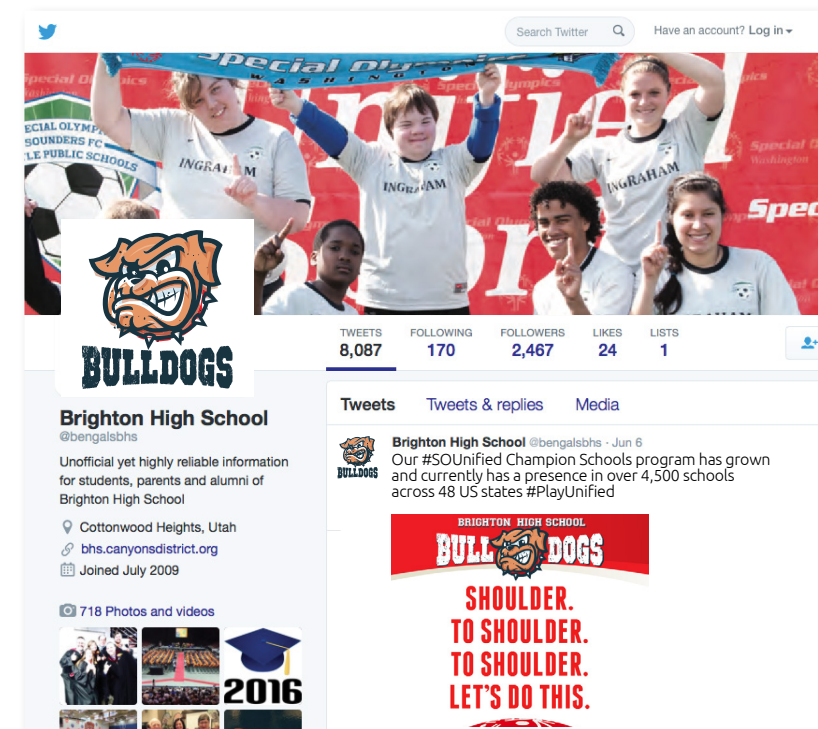 Search Twitter
Have an account? Log in
Special Olympics
WASHINGTON
Special Olympics
Washington
Unified
SPECIAL OLYMPICS
SOUNDERS FC
PUBLIC SCHOOLS
INGRAHAM
INGRAHAM
INGRAHAM
Special
Washington
Spec
BULLDOGS
TWEETS FOLLOWING FOLLOWERS LIKES LISTS
8,087 170 2,467 24 1
Brighton High School
@bengalsbhs
Unofficial yet highly reliable information
for students, parents and alumni of
Brighton High School
Cottonwood Heights, Utah
bhs.canyonsdistrict.org
Joined July 2009
718 Photos and videos
2016
Tweets Tweets & replies Media
BULLDOGS
Brighton High School @bengalsbhs · Jun 6
Our #SOUnified Champion Schools program has grown
and currently has a presence in over 4,500 schools
across 48 US states #PlayUnified
BRIGHTON HIGH SCHOOL
BULL DOGS
SHOULDER.
TO SHOULDER.
TO SHOULDER.
LET'S DO THIS.